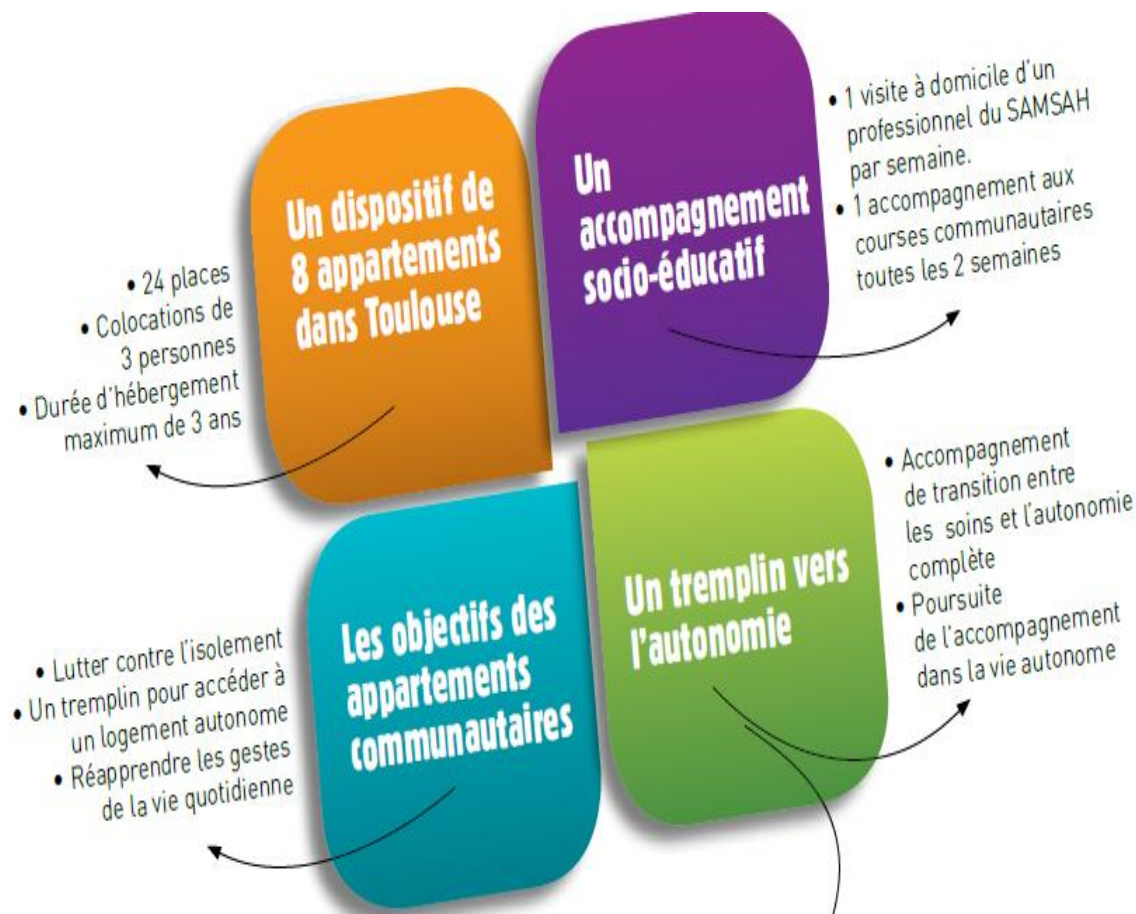 Un dispositif de
8 appartements
dans Toulouse
• 24 places
• Colocations de
3 personnes
• Durée d'hébergement
maximum de 3 ans
Un
accompagnement
socio-éducatif
• 1 visite à domicile d'un
professionnel du SAMSAH
par semaine.
• 1 accompagnement aux
courses communautaires
toutes les 2 semaines
Les objectifs des
appartements
communautaires
• Lutter contre l'isolement
• Un tremplin pour accéder à
un logement autonome
• Réapprendre les gestes
de la vie quotidienne
Un tremplin vers
l'autonomie
• Accompagnement
de transition entre
les soins et l'autonomie
complète
• Poursuite
de l'accompagnement
dans la vie autonome